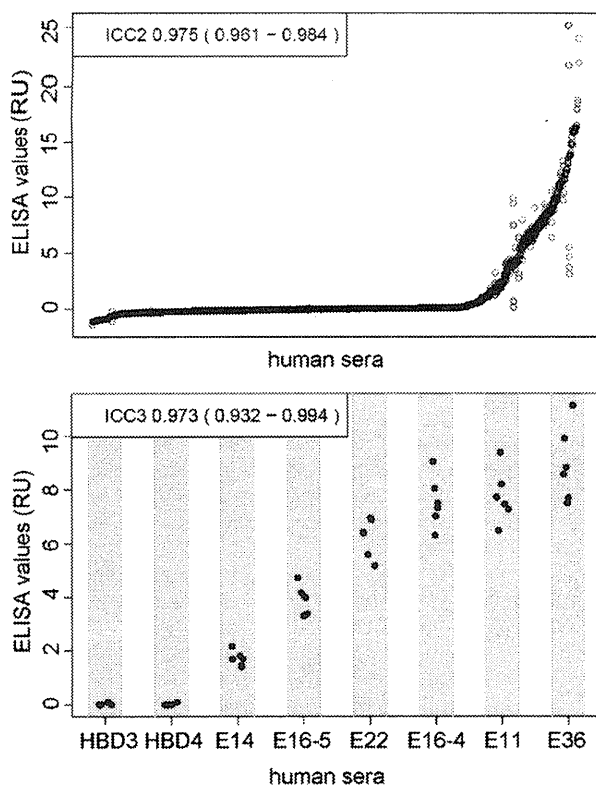 ICC2 0.975 ( 0.961 − 0.984 )
25
20
15
10
5
0
ELISA values (RU)
human sera
ICC3 0.973 ( 0.932 − 0.994 )
10
8
6
4
2
0
ELISA values (RU)
HBD3 HBD4 E14 E16-5 E22 E16-4 E11 E36
human sera